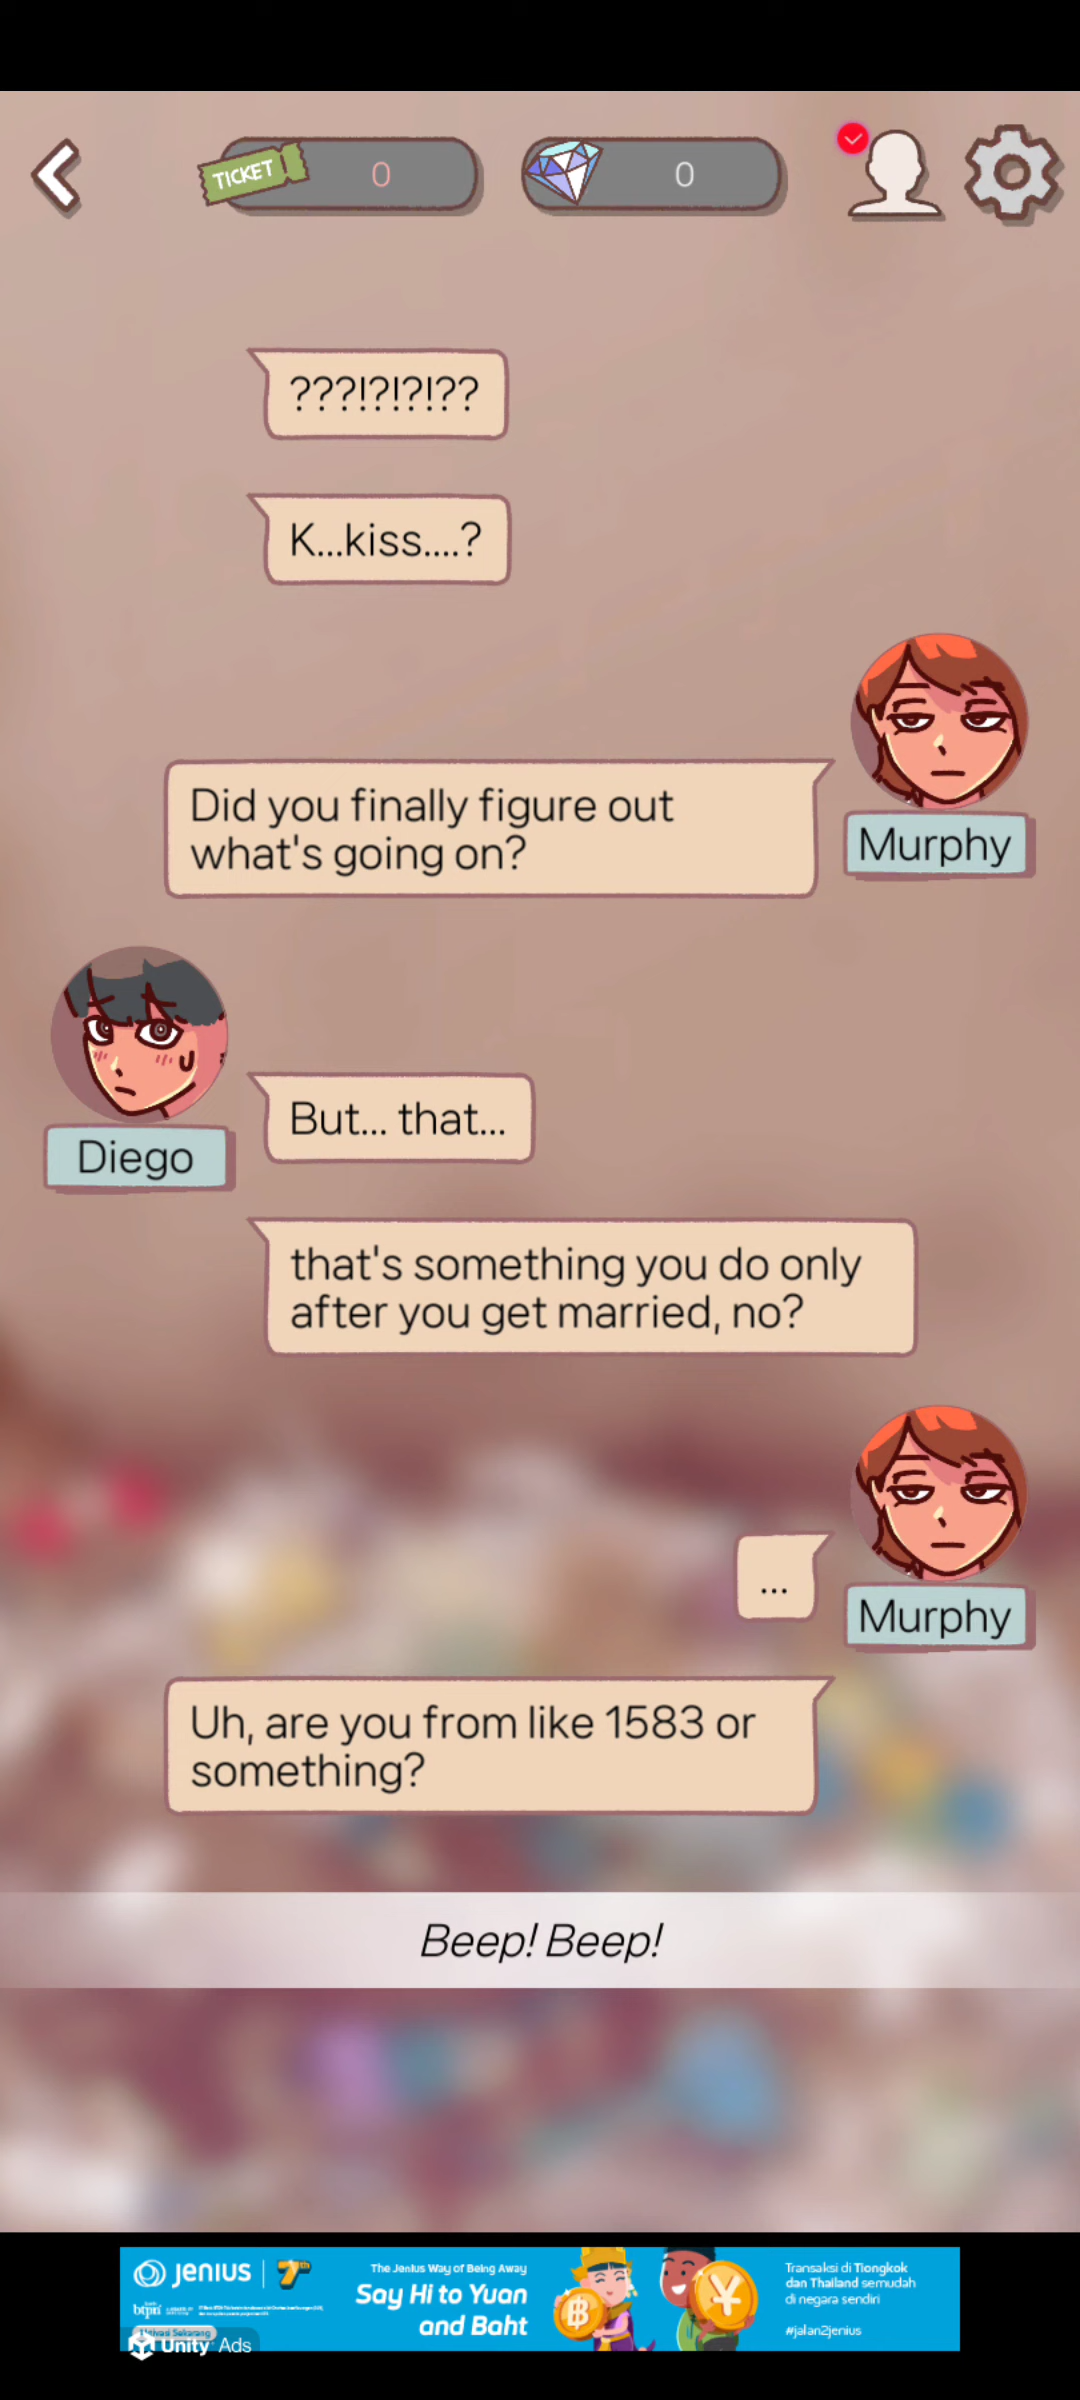 TICKET
0
0
???!?!?!??
K...kiss....?
Did you finally figure out
what's going on?
Murphy
But... that...
Diego
that's something you do only
after you get married, no?
...
Murphy
Uh, are you from like 1583 or
something?
Beep! Beep!
Jenius
7th
btpn
The Jenius Way of Being Away
Say Hi to Yuan
and Baht
Transaksi di Tiongkok
dan Thailand semudah
di negara sendiri
#jalan2jenius
Unity Ads